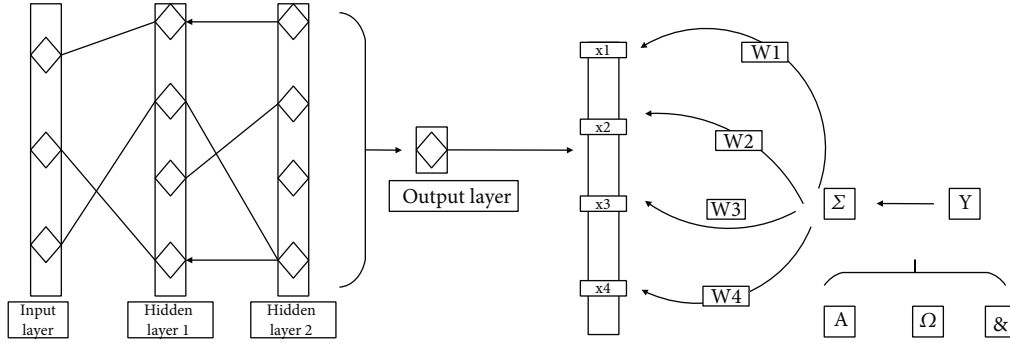 Input
layer
Hidden
layer 1
Hidden
layer 2
Output layer
x1
x2
x3
x4
W1
W2
W3
W4
Σ
Y
A
Ω
&